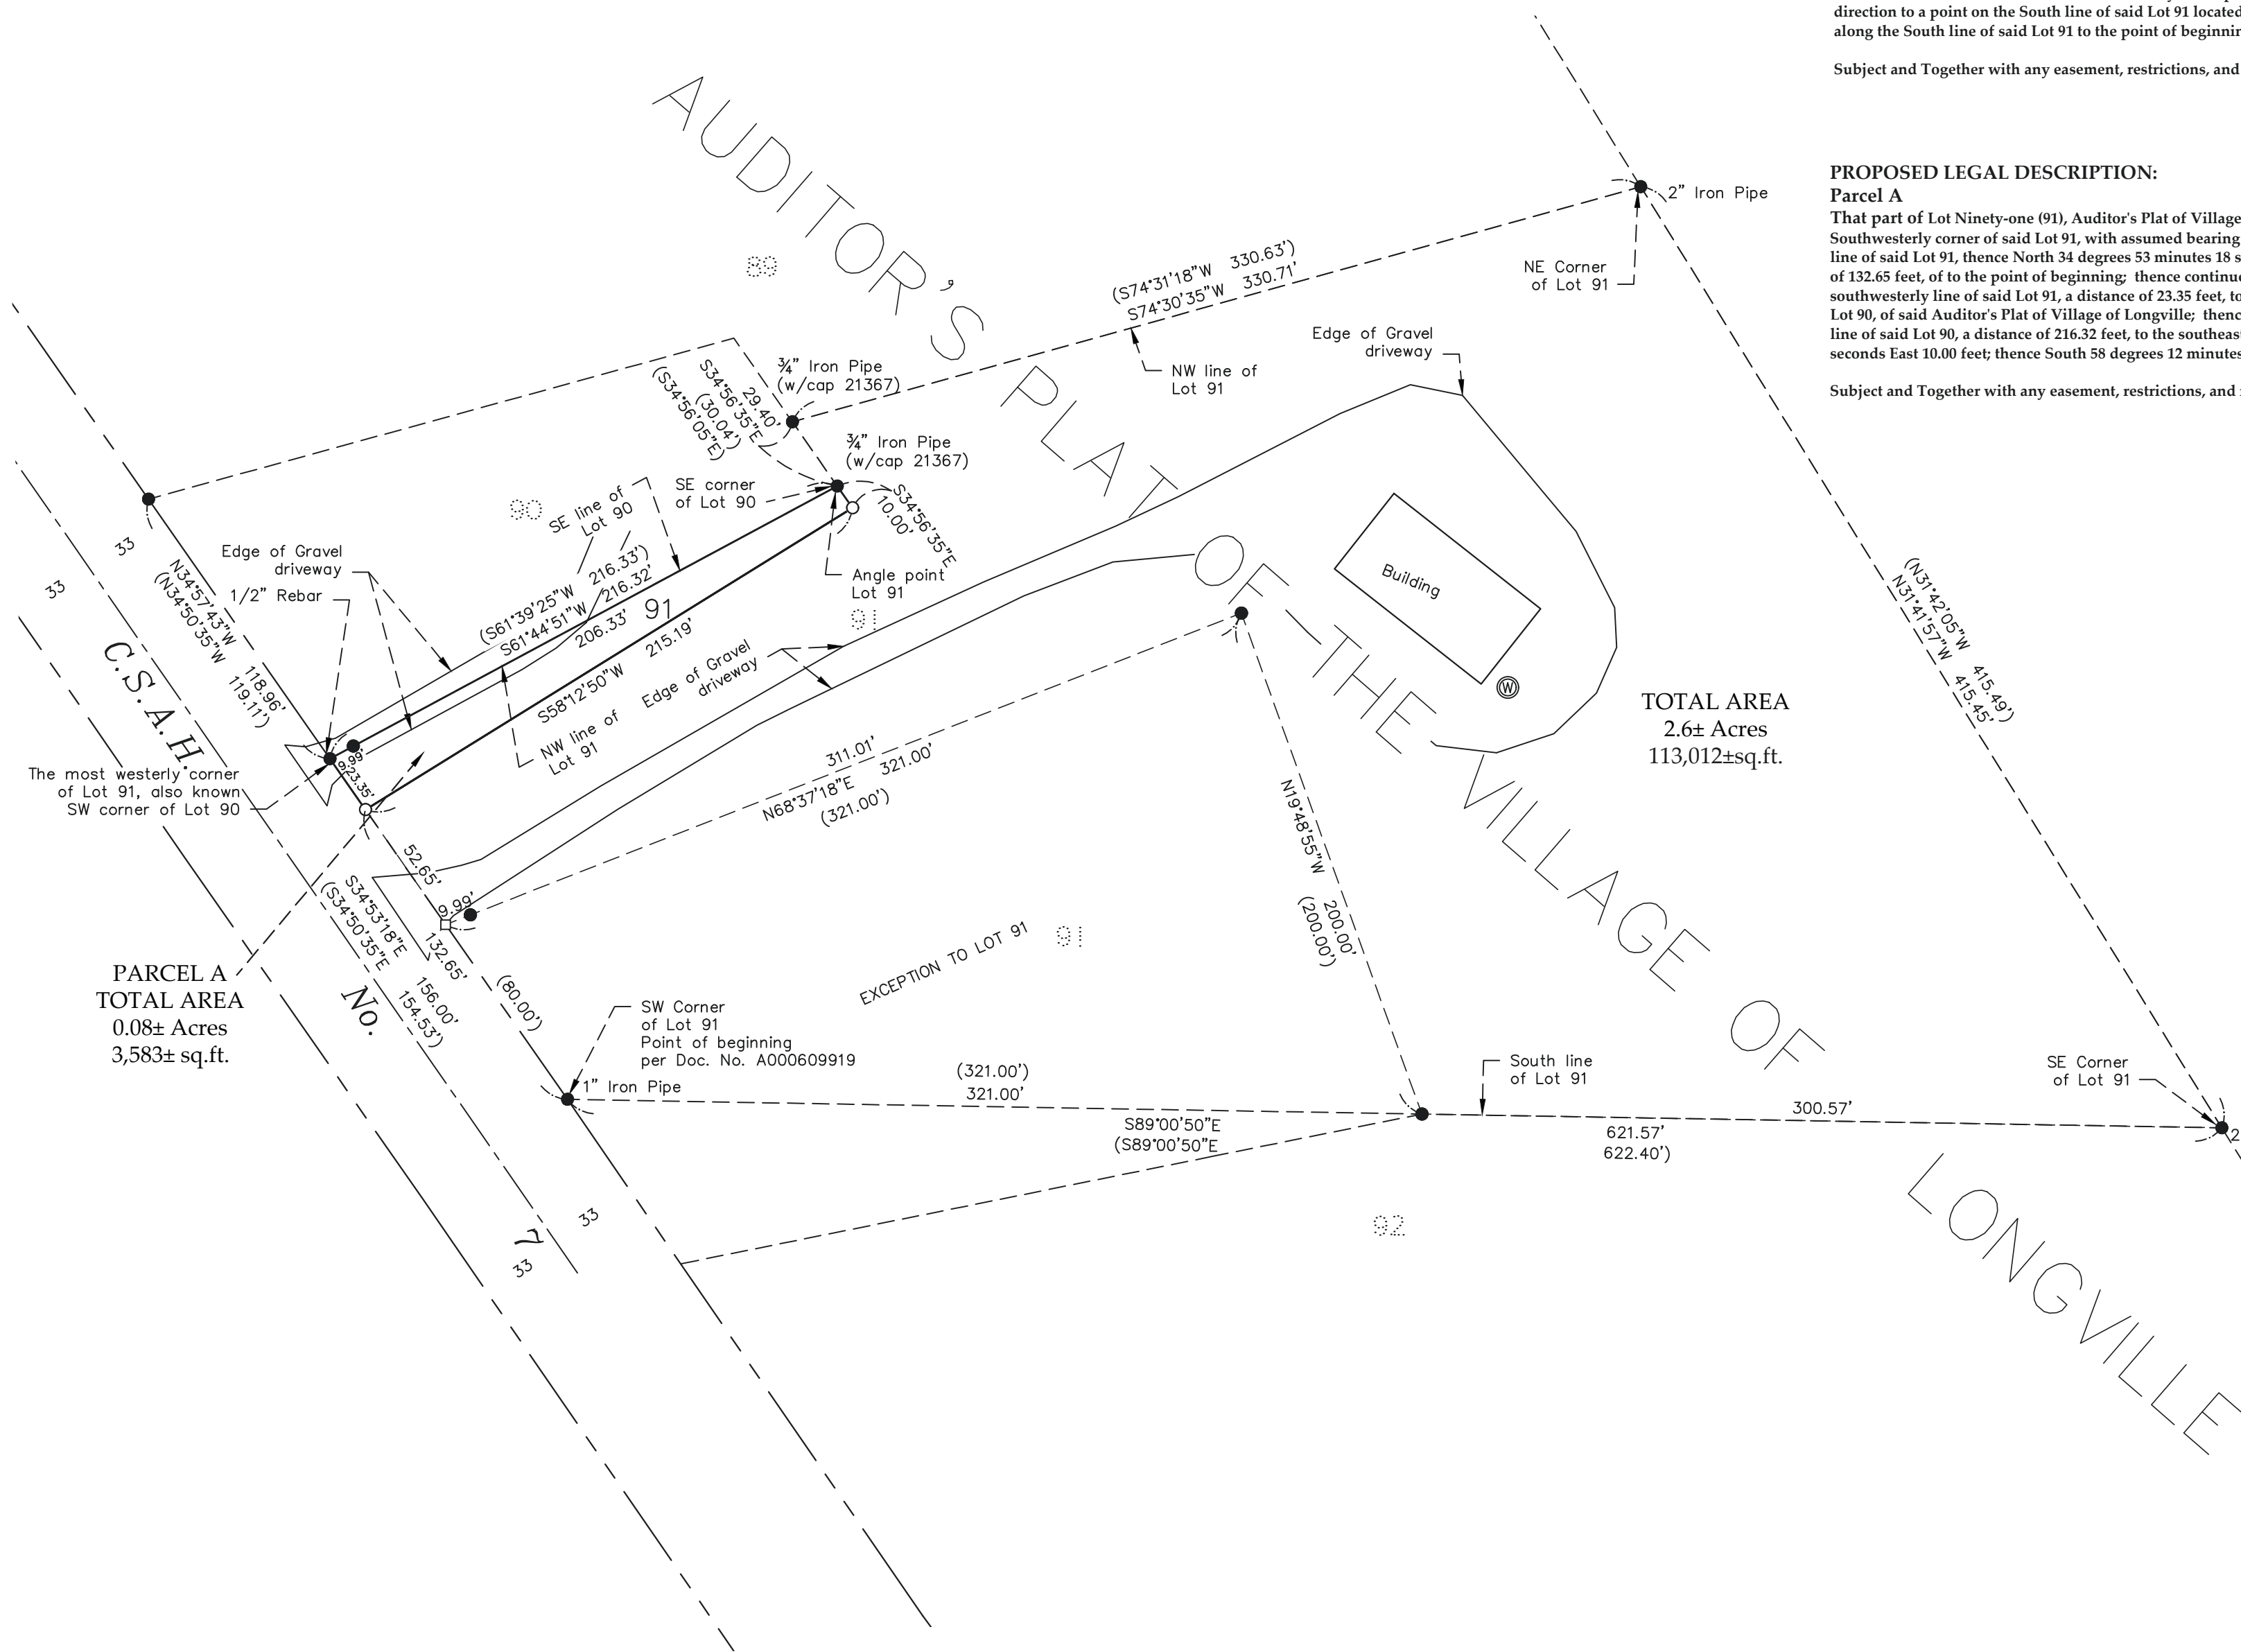 direction to a point on the South line of said Lot 91 located
along the South line of said Lot 91 to the point of
Subject and Together with any easement, restrictions, and
PROPOSED LEGAL DESCRIPTION:
Parcel A
That part of Lot Ninety-one (91), Auditor's Plat of Village
Southwesterly corner of said Lot 91, with assumed bearing
line of said Lot 91, thence North 34 degrees 53 minutes 18
of 132.65 feet, of to the point of beginning; thence continue
southwesterly line of said Lot 91, a distance of 23.35 feet,
Lot 90, of said Auditor's Plat of Village of Longville;
line of said Lot 90, a distance of 216.32 feet, to the
seconds East 10.00 feet; thence South 58 degrees 12 minutes
Subject and Together with any easement, restrictions, and
AUDITOR'S PLAT OF THE VILLAGE OF LONGVILLE
89
2" Iron Pipe
NE Corner
of Lot 91
(S74°31'18"W 330.63')
S74°30'35"W 330.71'
NW line of
Lot 91
Edge of Gravel
driveway
¾" Iron Pipe
(w/cap 21367)
29.40'
S34°56'35"E
(30.04')
(S34°56'05"E)
¾" Iron Pipe
(w/cap 21367)
SE corner
of Lot 90
90
SE line of
Lot 90
S34°56'35"E
10.00'
Angle point
Lot 91
91
Building
W
(N31°42'05"W 415.49')
N31°41'57"W 415.45'
33
33
Edge of Gravel
driveway
1/2" Rebar
N34°57'43"W 118.96'
(N34°50'35"W 119.11')
(S61°39'25"W 216.33')
S61°44'51"W 216.32'
206.33'
91
S58°12'50"W 215.19'
NW line of
Lot 91
Edge of Gravel
driveway
C.S.A.H. No. 7
The most westerly corner
of Lot 91, also known
SW corner of Lot 90
9.99'
23.35'
TOTAL AREA
2.6± Acres
113,012±sq.ft.
311.01'
N68°37'18"E 321.00'
(321.00')
N19°48'55"W 200.00'
(200.00')
52.65'
9.99'
S34°53'18"E 156.00'
(S34°50'35"E 154.53')
132.65'
(80.00')
EXCEPTION TO LOT 91
91
PARCEL A
TOTAL AREA
0.08± Acres
3,583± sq.ft.
SW Corner
of Lot 91
Point of beginning
per Doc. No. A000609919
1" Iron Pipe
(321.00')
321.00'
S89°00'50"E
(S89°00'50"E
South line
of Lot 91
SE Corner
of Lot 91
300.57'
621.57'
622.40')
2
92
33
33